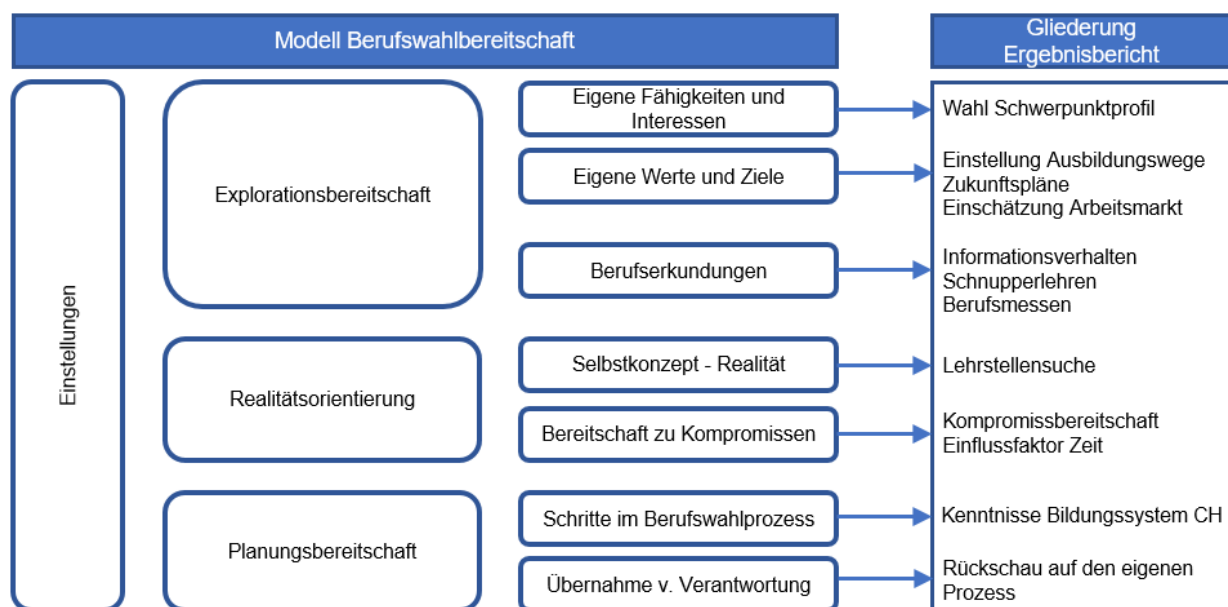 Modell Berufswahlbereitschaft
Gliederung
Ergebnisbericht
Einstellungen
Explorationsbereitschaft
Eigene Fähigkeiten und
Interessen
Wahl Schwerpunktprofil
Eigene Werte und Ziele
Einstellung Ausbildungswege
Zukunftspläne
Einschätzung Arbeitsmarkt
Berufserkundungen
Informationsverhalten
Schnupperlehren
Berufsmessen
Realitätsorientierung
Selbstkonzept - Realität
Lehrstellensuche
Bereitschaft zu Kompromissen
Kompromissbereitschaft
Einflussfaktor Zeit
Planungsbereitschaft
Schritte im Berufswahlprozess
Kenntnisse Bildungssystem CH
Übernahme v. Verantwortung
Rückschau auf den eigenen
Prozess